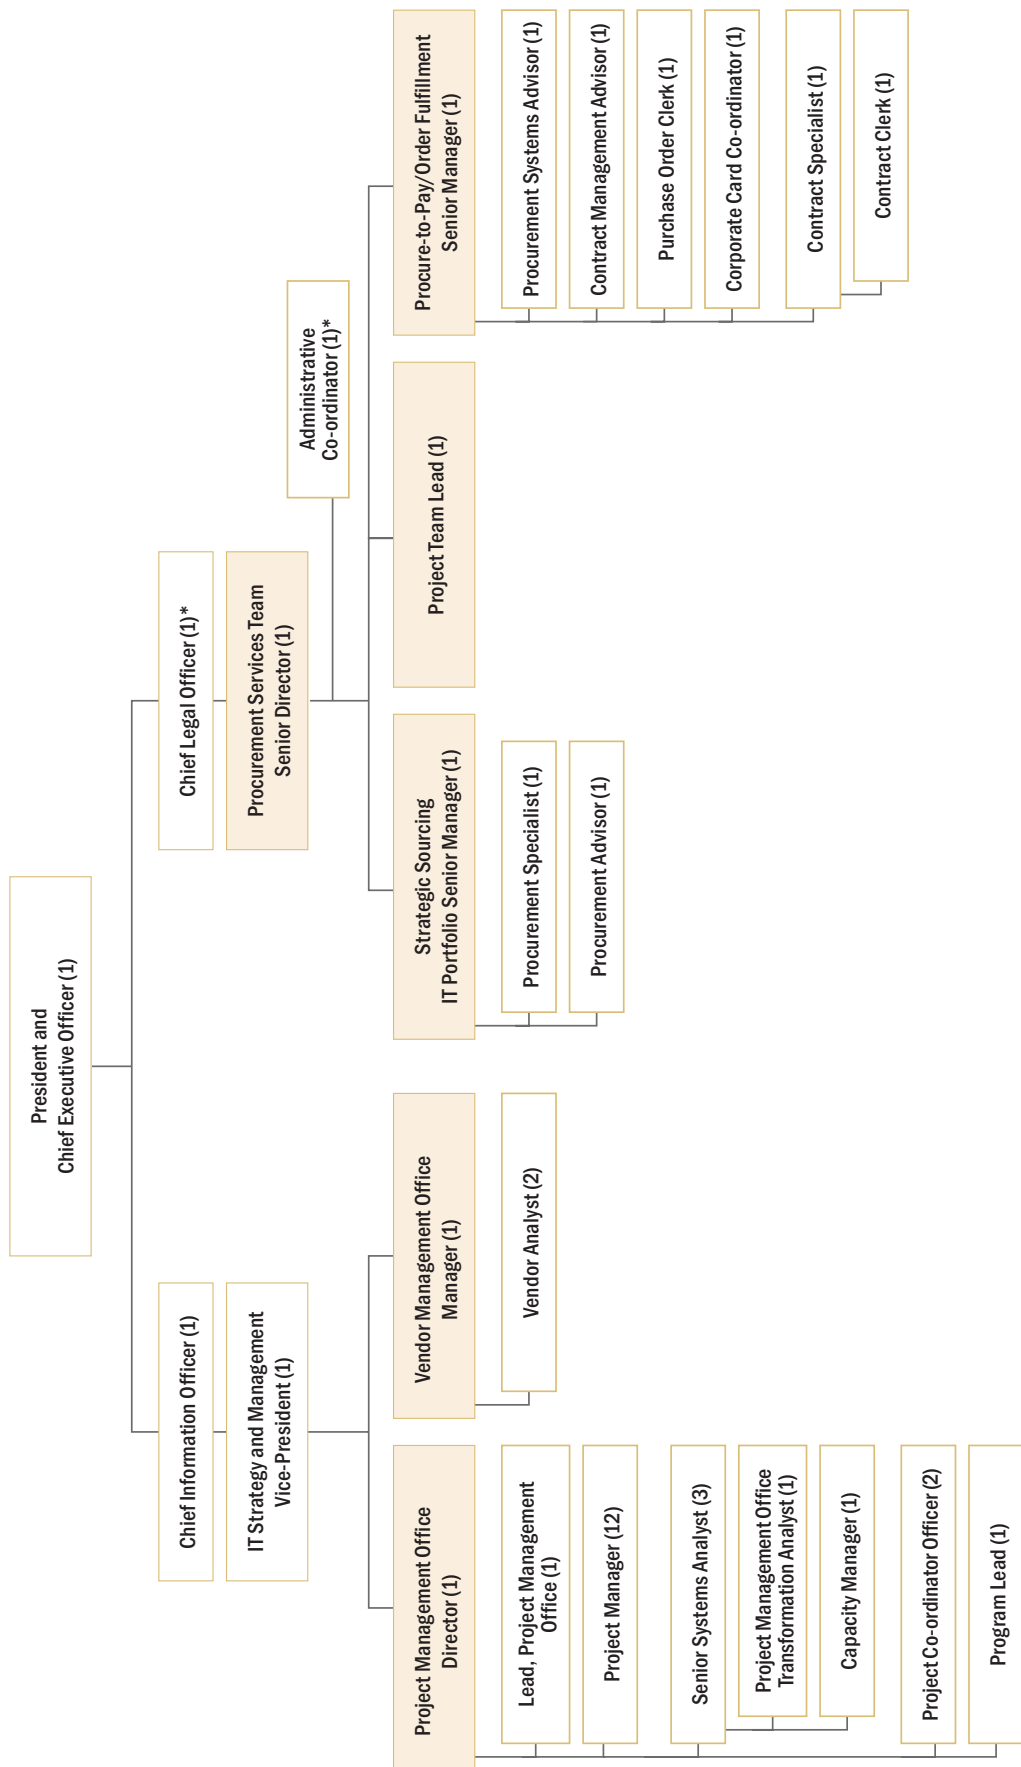 President and
Chief Executive Officer (1)
Chief Information Officer (1)
IT Strategy and Management
Vice-President (1)
Project Management Office
Director (1)
Lead, Project Management
Office (1)
Project Manager (12)
Senior Systems Analyst (3)
Project Management Office
Transformation Analyst (1)
Capacity Manager (1)
Project Co-ordinator Officer (2)
Program Lead (1)
Vendor Management Office
Manager (1)
Vendor Analyst (2)
Chief Legal Officer (1)*
Procurement Services Team
Senior Director (1)
Administrative
Co-ordinator (1)*
Strategic Sourcing
IT Portfolio Senior Manager (1)
Procurement Specialist (1)
Procurement Advisor (1)
Project Team Lead (1)
Procure-to-Pay/Order Fulfillment
Senior Manager (1)
Procurement Systems Advisor (1)
Contract Management Advisor (1)
Purchase Order Clerk (1)
Corporate Card Co-ordinator (1)
Contract Specialist (1)
Contract Clerk (1)